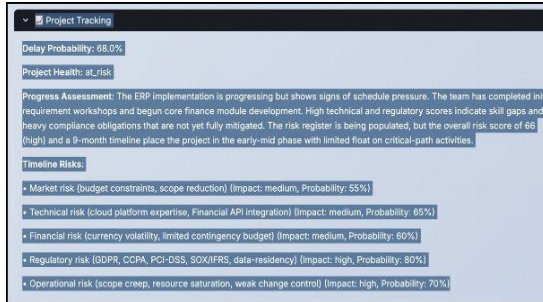 Project Tracking
Delay Probability: 68.0%
Project Health: at_risk
Progress Assessment: The ERP implementation is progressing but shows signs of schedule pressure. The team has completed
requirement workshops and begun core finance module development. High technical and regulatory scores indicate skill gaps and
heavy compliance obligations that are not yet fully mitigated. The risk register is being populated, but the overall risk score of 66
(high) and a 9-month timeline place the project in the early-mid phase with limited float on critical-path activities.
Timeline Risks:
• Market risk (budget constraints, scope reduction) (Impact: medium, Probability: 55%)
• Technical risk (cloud platform expertise, Financial API integration) (Impact: medium, Probability: 65%)
• Financial risk (currency volatility, limited contingency budget) (Impact: medium, Probability: 60%)
• Regulatory risk (GDPR, CCPA, PCI-DSS, SOX/IFRS, data-residency) (Impact: high, Probability: 80%)
• Operational risk (scope creep, resource saturation, weak change control) (Impact: high, Probability: 70%)